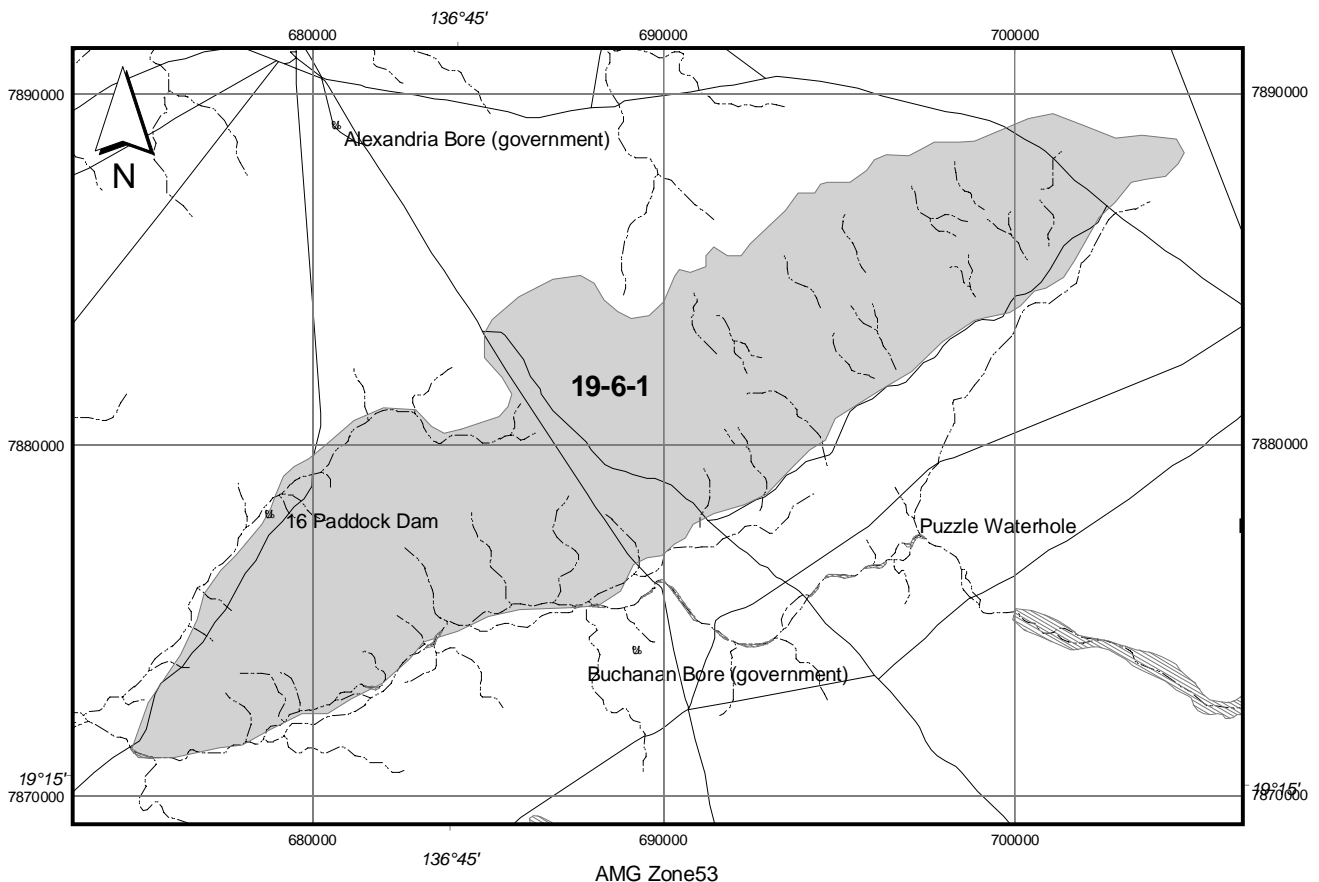 136°45'
680000
690000
700000
7890000
7890000
Alexandria Bore (government)
N
19-6-1
7880000
7880000
16 Paddock Dam
Puzzle Waterhole
Buchanan Bore (government)
19°15'
19°15'
7870000
7870000
680000
690000
700000
136°45'
AMG Zone53